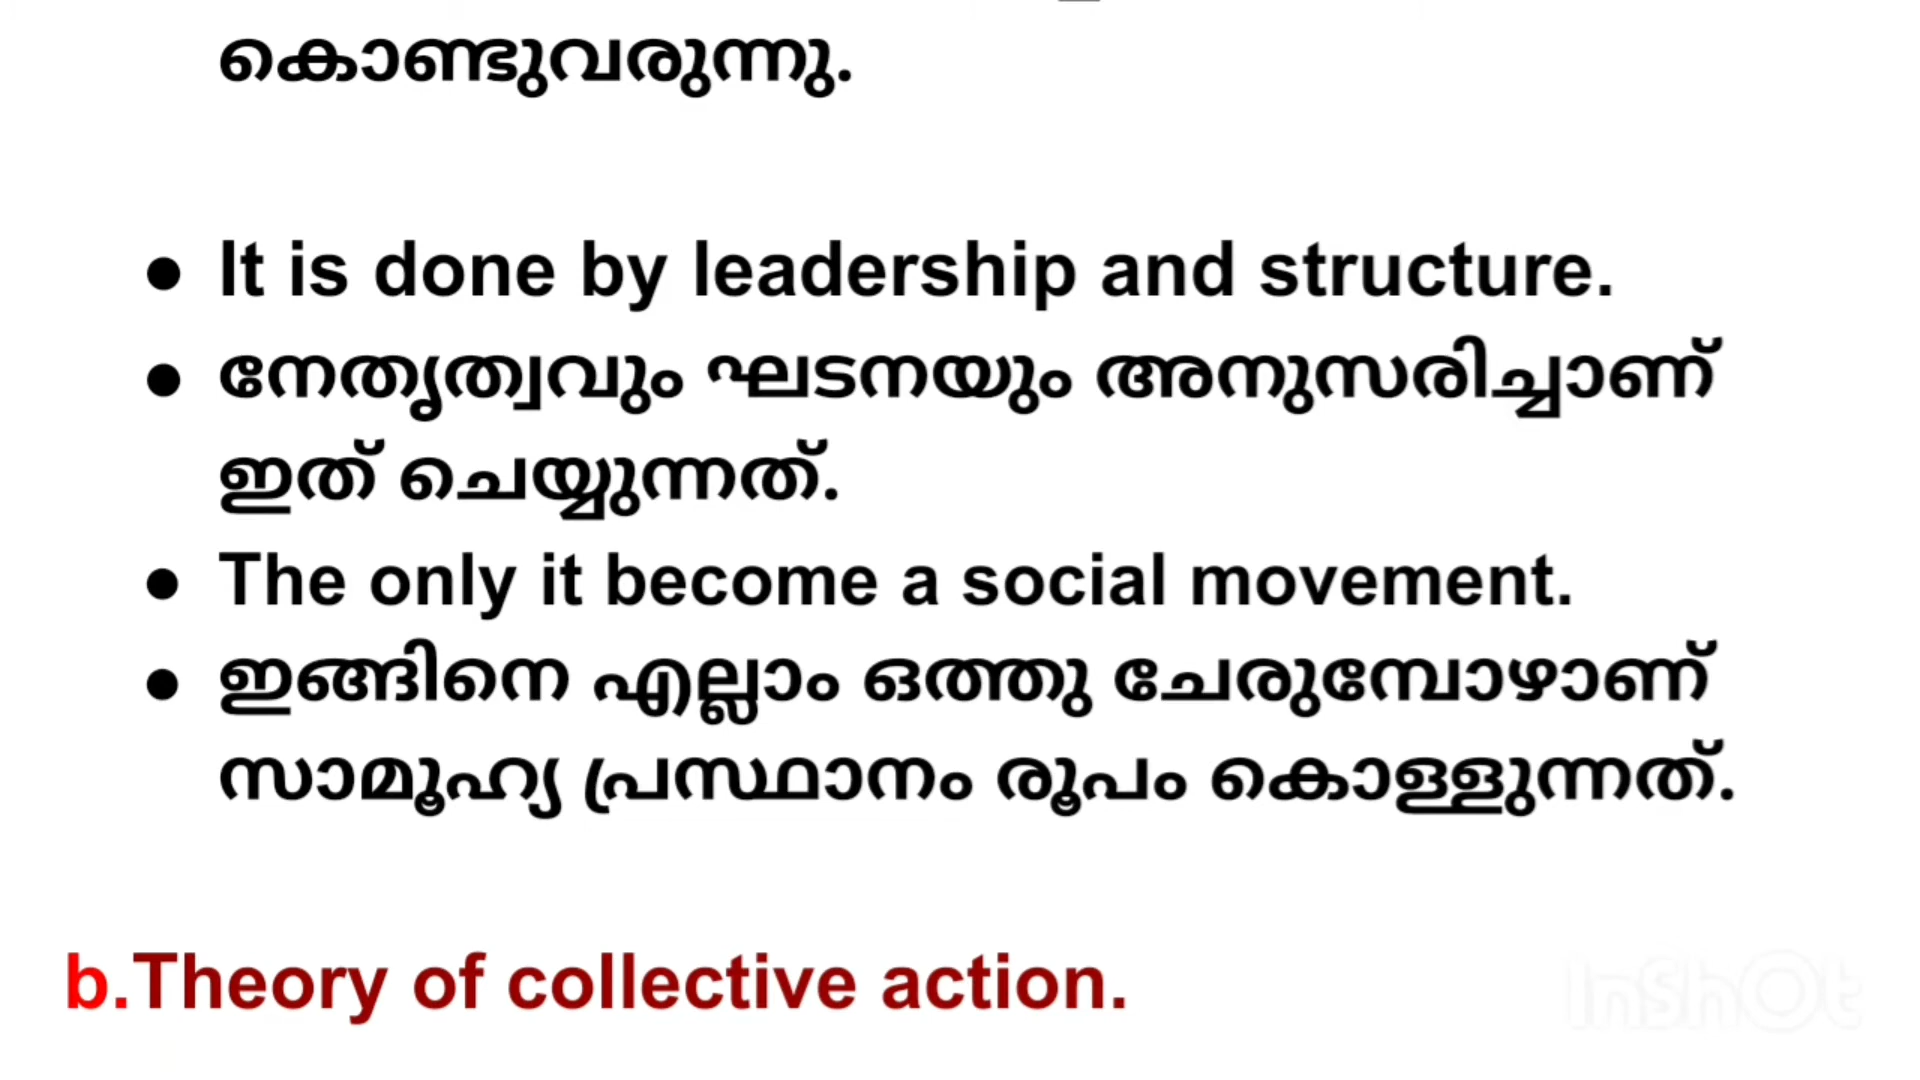 കൊണ്ടുവരുന്നു.
● It is done by leadership and structure.
● നേതൃത്വവും ഘടനയും അനുസരിച്ചാണ്
ഇത് ചെയ്യുന്നത്.
● The only it become a social movement.
● ഇങ്ങിനെ എല്ലാം ഒത്തു ചേരുമ്പോഴാണ്
സാമൂഹ്യ പ്രസ്ഥാനം രൂപം കൊള്ളുന്നത്.
b.Theory of collective action.
InShOt